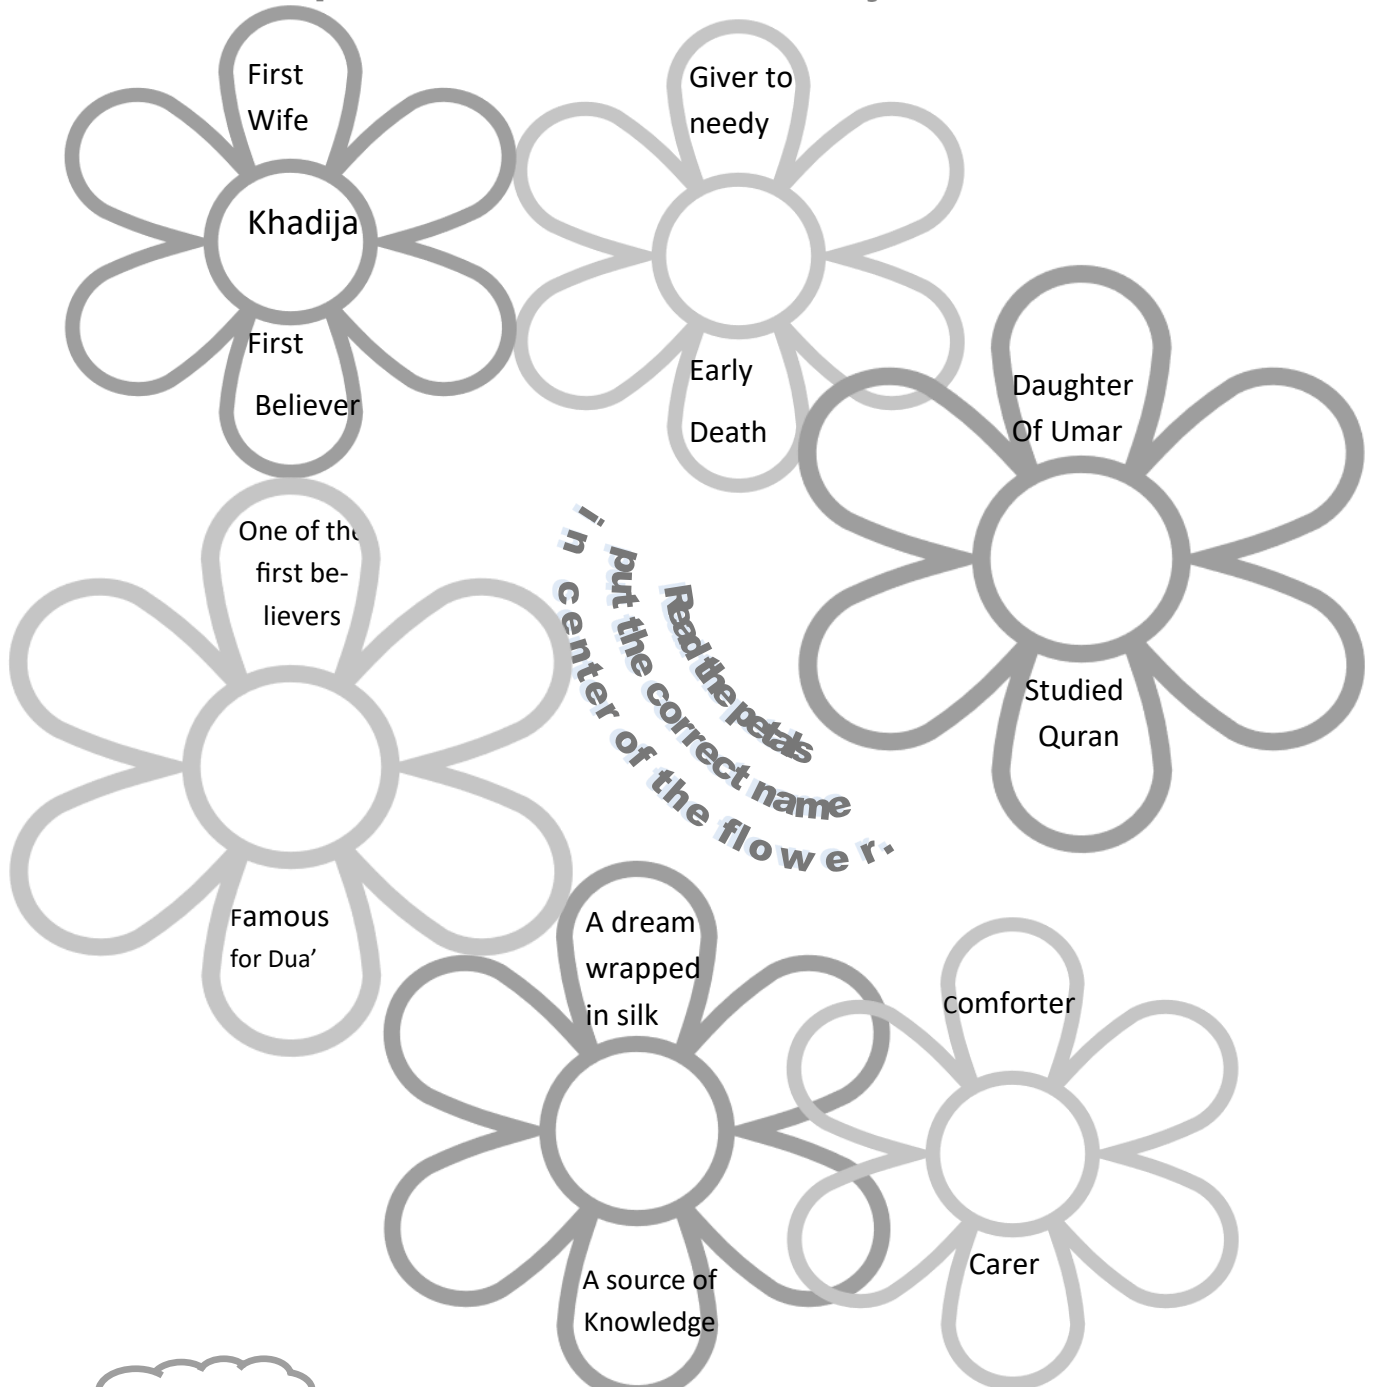 First
Wife
Khadija
First
Believer
Giver to
needy
Early
Death
Daughter
Of Umar
Studied
Quran
One of the
first be-
lievers
Famous
for Dua’
Read the petals
put the correct name
in center of the flower.
A dream
wrapped
in silk
A source of
Knowledge
Comforter
Carer